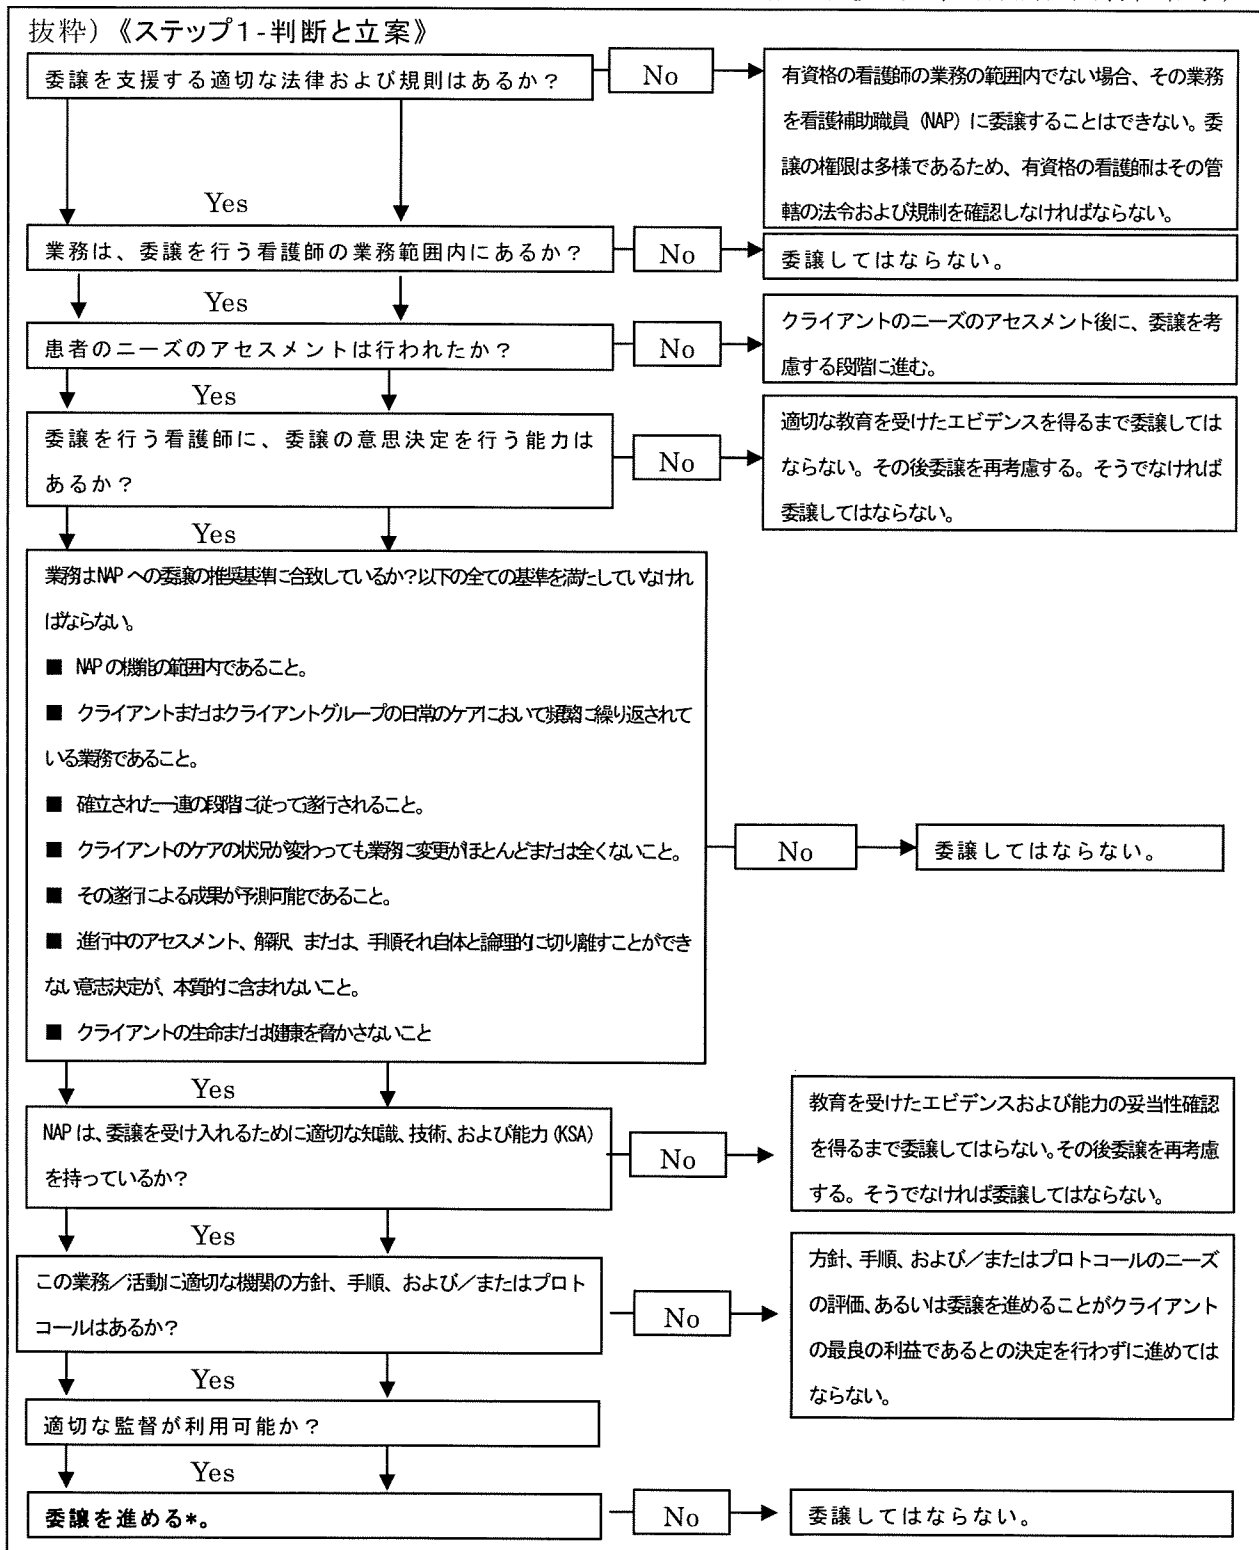 抜粋)《ステップ1-判断と立案》
委譲を支援する適切な法律および規則はあるか?
No
有資格の看護師の業務の範囲内でない場合、その業務
を看護補助職員(NAP)に委譲することはできない。委
譲の権限は多様であるため、有資格の看護師はその管
轄の法令および規制を確認しなければならない。
Yes
業務は、委譲を行う看護師の業務範囲内にあるか?
No
委譲してはならない。
Yes
患者のニーズのアセスメントは行われたか?
No
クライアントのニーズのアセスメント後に、委譲を考
慮する段階に進む。
Yes
委譲を行う看護師に、委譲の意思決定を行う能力は
あるか?
No
適切な教育を受けたエビデンスを得るまで委譲しては
ならない。その後委譲を再考慮する。そうでなければ
委譲してはならない。
Yes
業務はNAPへの委譲の推奨基準に合致しているか?以下の全ての基準を満たしていなけれ
ばならない。
■ NAPの機能の範囲内であること。
■ クライアントまたはクライアントグループの日常のケアにおいて頻繁に繰り返されて
いる業務であること。
■ 確立された一連の段階に従って遂行されること。
■ クライアントのケアの状況が変わっても業務に変更がほとんどまたは全くないこと。
■ その遂行による成果が予測可能であること。
■ 進行中のアセスメント、解釈、または、手順それ自体と論理的に切り離すことができ
ない意志決定が、本質的に含まれないこと。
■ クライアントの生命または健康を脅かさないこと
No
委譲してはならない。
Yes
NAPは、委譲を受け入れるために適切な知識、技術、および能力(KSA)
を持っているか?
No
教育を受けたエビデンスおよび能力の妥当性確認
を得るまで委譲してはらない。その後委譲を再考慮
する。そうでなければ委譲してはならない。
Yes
この業務/活動に適切な機関の方針、手順、および/またはプロト
コールはあるか?
No
方針、手順、および/またはプロトコールのニーズ
の評価、あるいは委譲を進めることがクライアント
の最良の利益であるとの決定を行わずに進めては
ならない。
Yes
適切な監督が利用可能か?
Yes
委譲を進める*。
No
委譲してはならない。